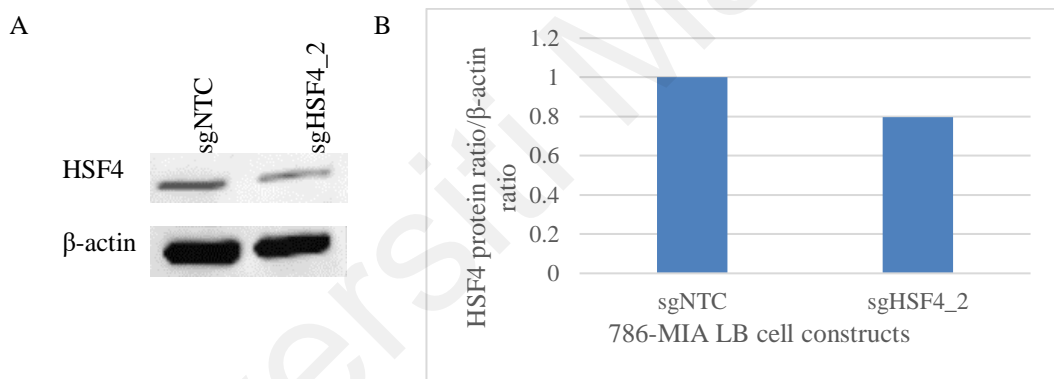 A
sgNTC
sgHSF4_2
HSF4
β-actin
B
HSF4 protein ratio/β-actin
ratio
1.2
1
0.8
0.6
0.4
0.2
0
sgNTC
sgHSF4_2
786-MIA LB cell constructs